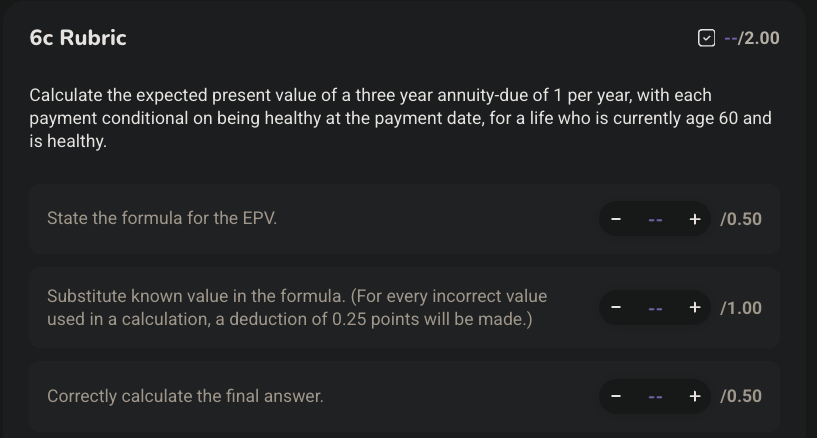 6c Rubric
--/2.00
Calculate the expected present value of a three year annuity-due of 1 per year, with each
payment conditional on being healthy at the payment date, for a life who is currently age 60 and
is healthy.
State the formula for the EPV.
− -- + /0.50
Substitute known value in the formula. (For every incorrect value
used in a calculation, a deduction of 0.25 points will be made.)
− -- + /1.00
Correctly calculate the final answer.
− -- + /0.50